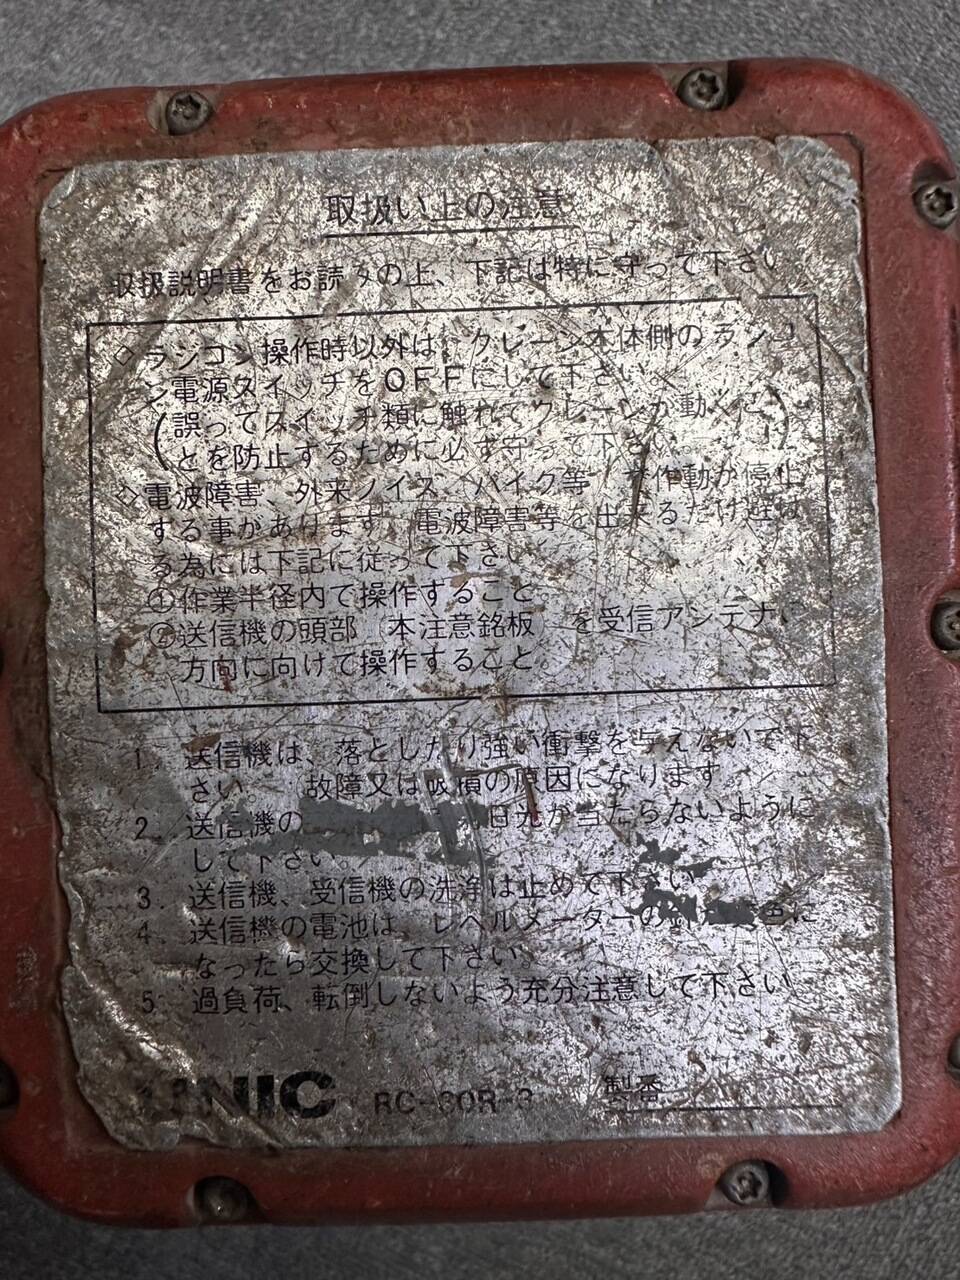 取扱い上の注意
取扱説明書をお読みの上、下記は特に守って下さい
◇ラジコン操作時以外は、クレーン本体側のラジコ
ン電源スイッチをOFFにして下さい。
(誤ってスイッチ類に触れてクレーンが動くこ)
(とを防止するために必ず守って下さい)
◇電波障害、外来ノイズ、バイク等 作動が停止
する事があります。電波障害等を出来るだけ避け
る為には下記に従って下さい
①作業半径内で操作すること
②送信機の頭部 本注意銘板 を受信アンテナ
方向に向けて操作すること。
1. 送信機は、落としたり強い衝撃を与えないで下
さい。 故障又は破損の原因になります
2. 送信機の 日光が当たらないように
して下さい。
3. 送信機、受信機の洗浄は止めて下さい
4. 送信機の電池は、レベルメーターの 色に
なったら交換して下さい。
5. 過負荷、転倒しないよう充分注意して下さい
UNIC 製番